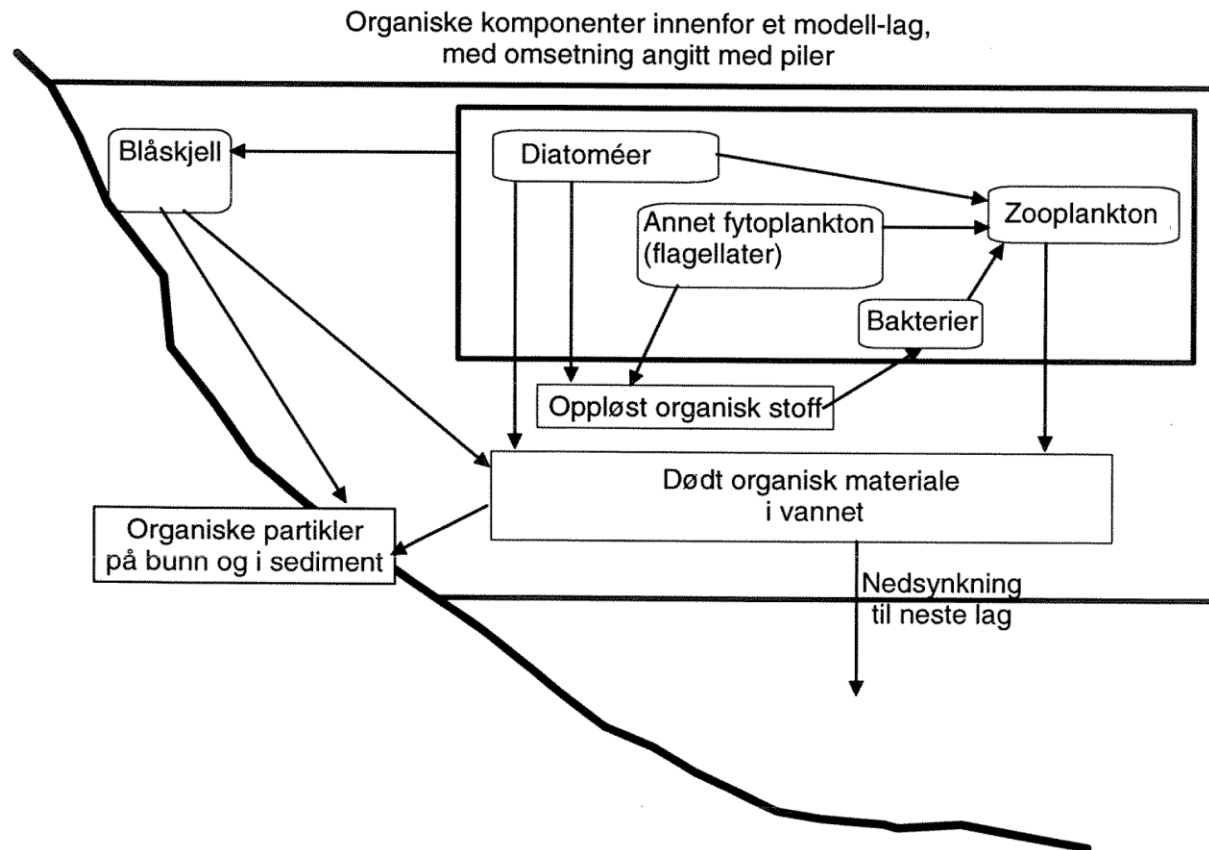 Organiske komponenter innenfor et modell-lag,
med omsetning angitt med piler
Blåskjell
Diatoméer
Annet fytoplankton
(flagellater)
Zooplankton
Bakterier
Oppløst organisk stoff
Dødt organisk materiale
i vannet
Organiske partikler
på bunn og i sediment
Nedsynkning
til neste lag